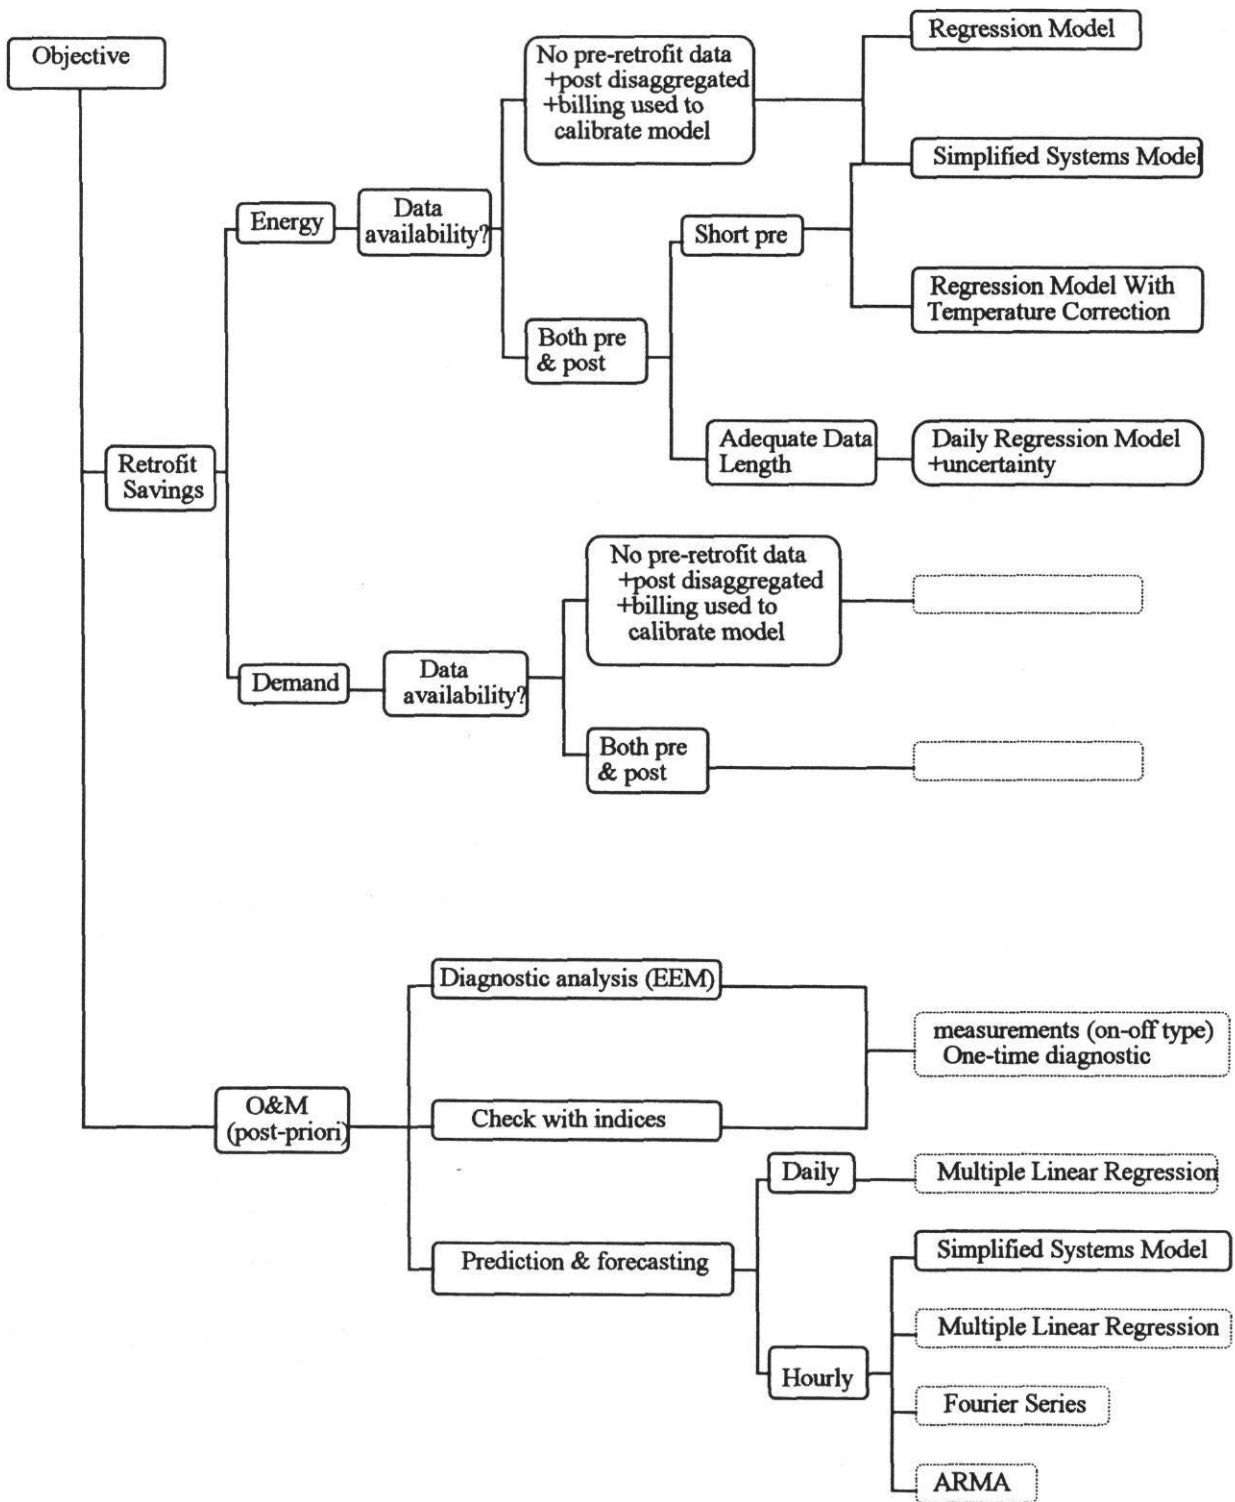 Objective
No pre-retrofit data
+post disaggregated
+billing used to
calibrate model
Regression Model
Simplified Systems Model
Energy
Data
availability?
Short pre
Regression Model With
Temperature Correction
Both pre
& post
Retrofit
Savings
Adequate Data
Length
Daily Regression Model
+uncertainty
No pre-retrofit data
+post disaggregated
+billing used to
calibrate model
Demand
Data
availability?
Both pre
& post
Diagnostic analysis (EEM)
measurements (on-off type)
One-time diagnostic
O&M
(post-priori)
Check with indices
Daily
Multiple Linear Regression
Prediction & forecasting
Simplified Systems Model
Multiple Linear Regression
Hourly
Fourier Series
ARMA